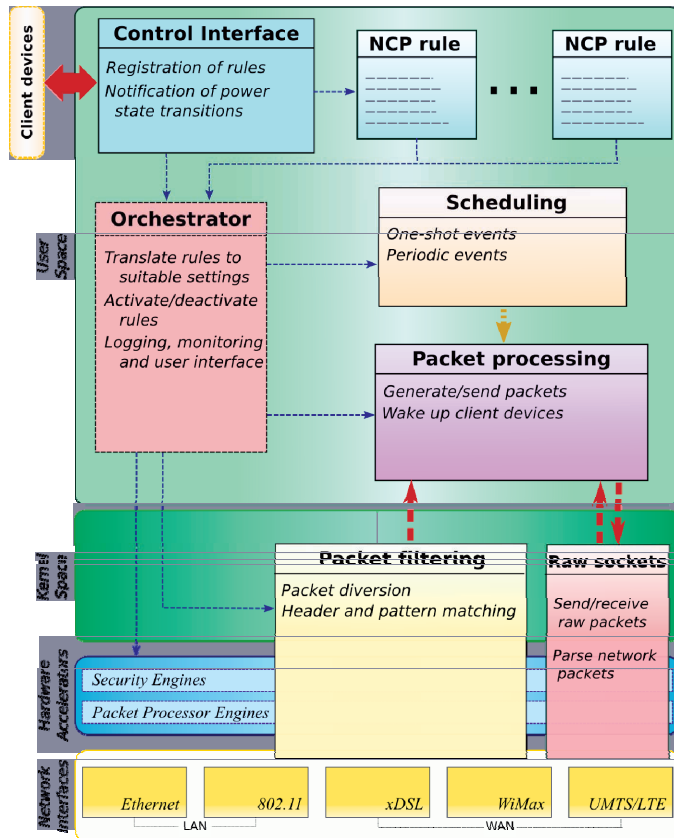 Client devices
Control Interface
Registration of rules
Notification of power
state transitions
NCP rule
NCP rule
User
Space
Orchestrator
Translate rules to
suitable settings
Activate/deactivate
rules
Logging, monitoring
and user interface
Scheduling
One-shot events
Periodic events
Packet processing
Generate/send packets
Wake up client devices
Kernel
Space
Packet filtering
Packet diversion
Header and pattern matching
Raw sockets
Send/receive
raw packets
Parse network
packets
Hardware
Accelerators
Security Engines
Packet Processor Engines
Network
Interfaces
Ethernet
802.11
xDSL
WiMax
UMTS/LTE
LAN
WAN